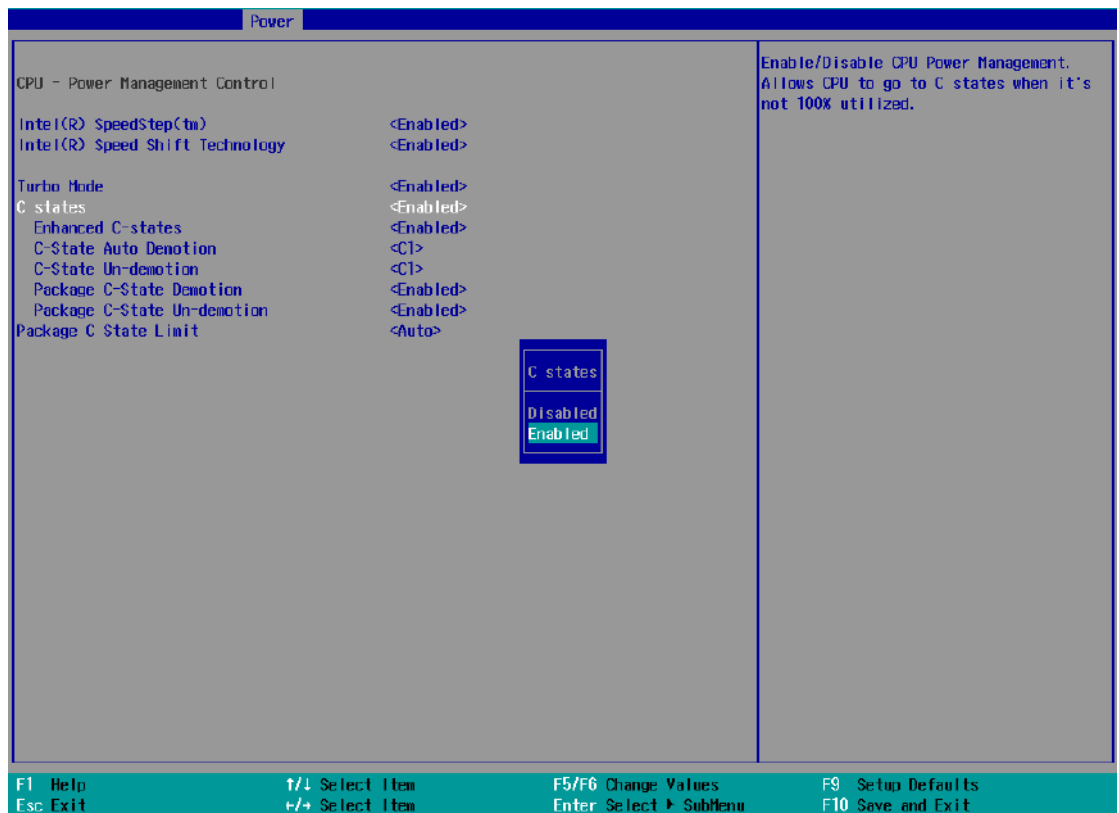 Power
CPU - Power Management Control
Intel(R) SpeedStep(tm) <Enabled>
Intel(R) Speed Shift Technology <Enabled>
Turbo Mode <Enabled>
C states <Enabled>
Enhanced C-states <Enabled>
C-State Auto Demotion <C1>
C-State Un-demotion <C1>
Package C-State Demotion <Enabled>
Package C-State Un-demotion <Enabled>
Package C State Limit <Auto>
C states
Disabled
Enabled
Enable/Disable CPU Power Management.
Allows CPU to go to C states when it's
not 100% utilized.
F1 Help ↑/↓ Select Item F5/F6 Change Values F9 Setup Defaults
Esc Exit ←/→ Select Item Enter Select ▶ SubMenu F10 Save and Exit